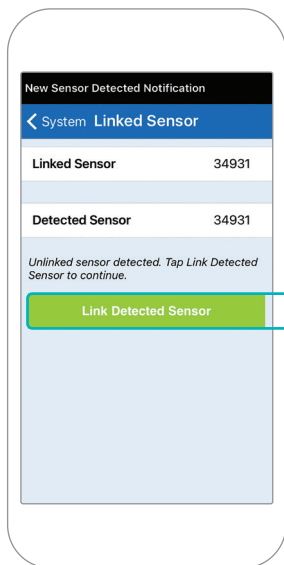 New Sensor Detected Notification
System Linked Sensor
Linked Sensor 34931
Detected Sensor 34931
Unlinked sensor detected. Tap Link Detected
Sensor to continue.
Link Detected Sensor